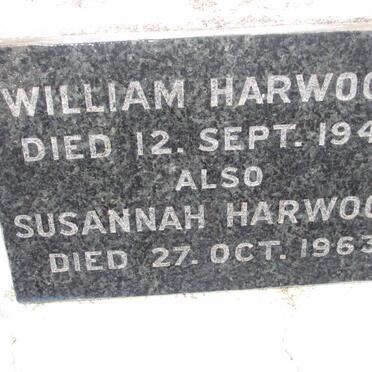 WILLIAM HARWOO
DIED 12. SEPT. 194
ALSO
SUSANNAH HARWOO
DIED 27. OCT. 1963